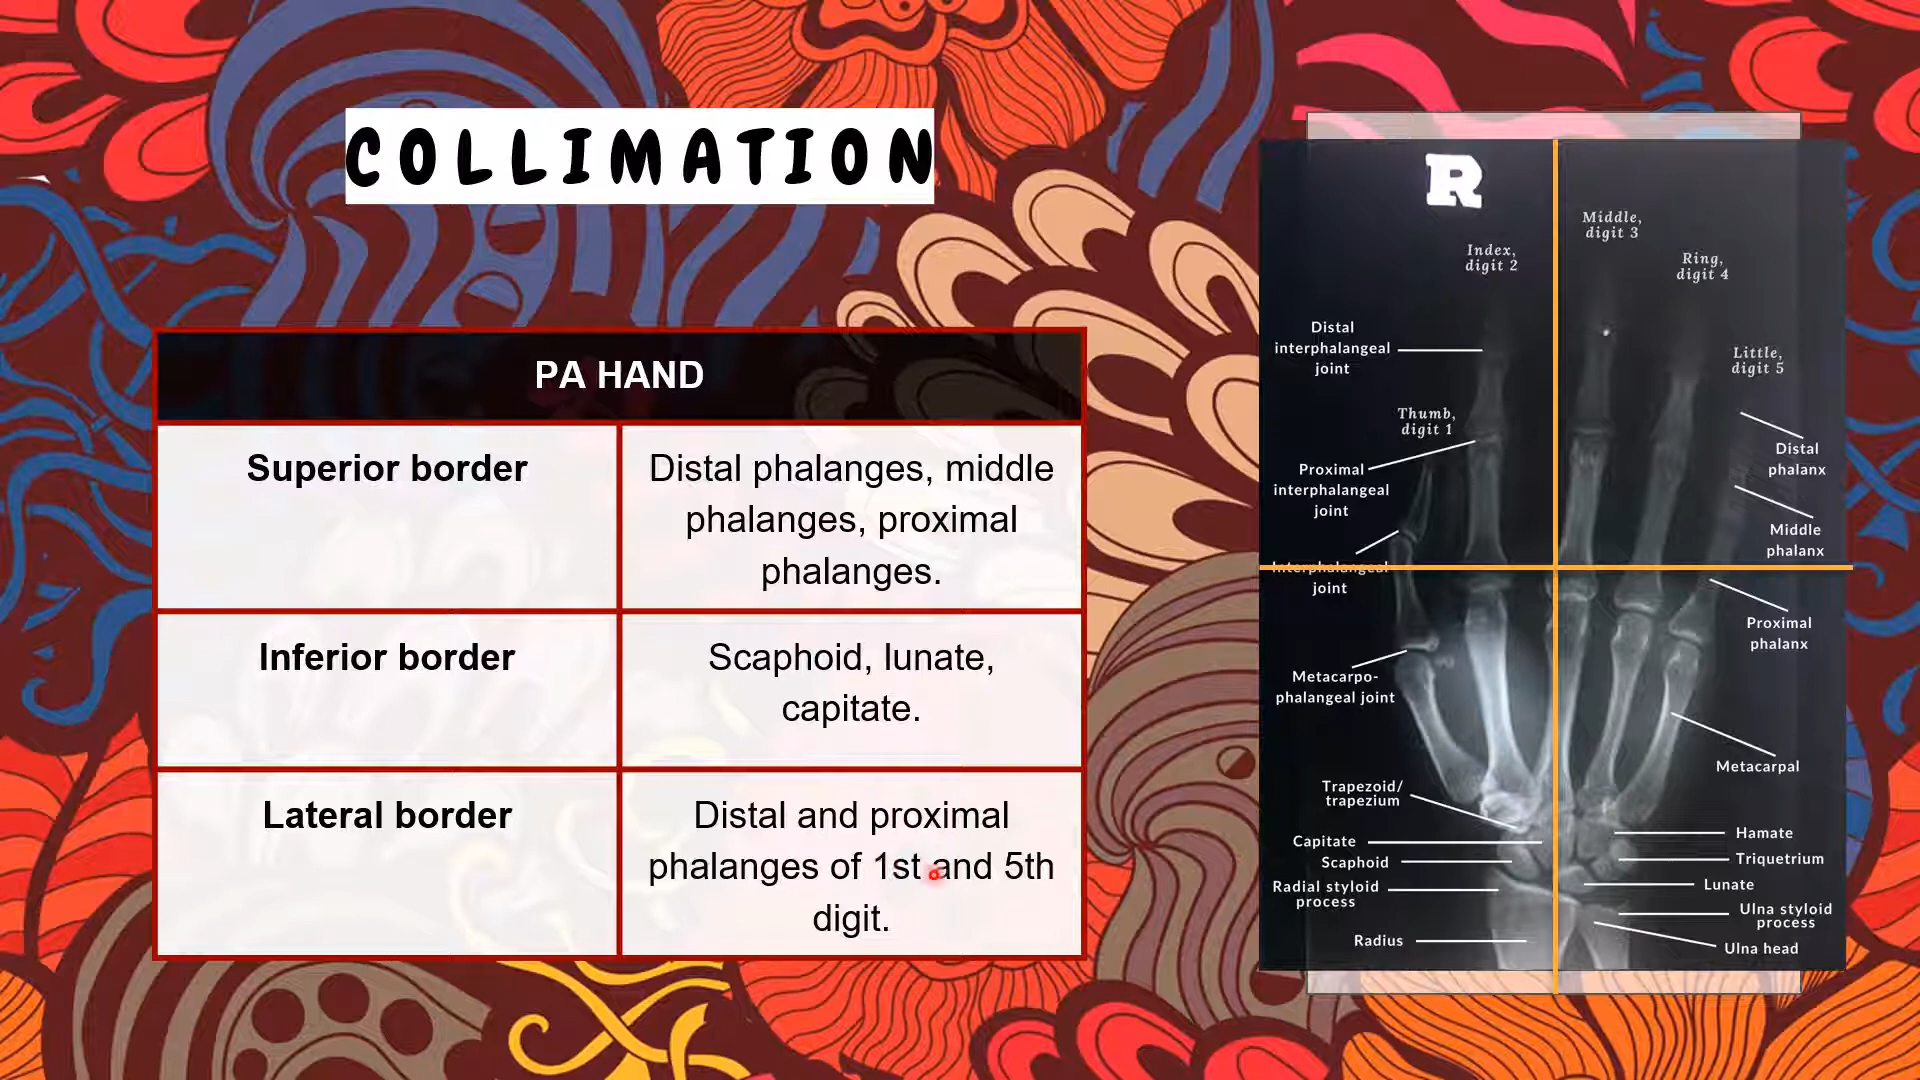 COLLIMATION
PA HAND
Superior border
Distal phalanges, middle
phalanges, proximal
phalanges.
Inferior border
Scaphoid, lunate,
capitate.
Lateral border
Distal and proximal
phalanges of 1st and 5th
digit.
R
Middle,
digit 3
Index,
digit 2
Ring,
digit 4
Distal
interphalangeal
joint
Little,
digit 5
Thumb,
digit 1
Distal
phalanx
Proximal
interphalangeal
joint
Middle
phalanx
Interphalangeal
joint
Proximal
phalanx
Metacarpo-
phalangeal joint
Metacarpal
Trapezoid/
trapezium
Capitate
Hamate
Scaphoid
Triquetrium
Radial styloid
process
Lunate
Ulna styloid
process
Radius
Ulna head